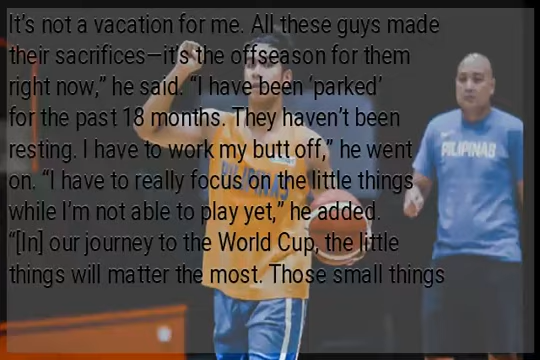 It's not a vacation for me. All these guys made
their sacrifices—it's the offseason for them
right now,” he said. “I have been ‘parked’
for the past 18 months. They haven't been
resting. I have to work my butt off,” he went
on. “I have to really focus on the little things
while I'm not able to play yet,” he added.
“[In] our journey to the World Cup, the little
things will matter the most. Those small things
PILIPINAS
PILIPINAS